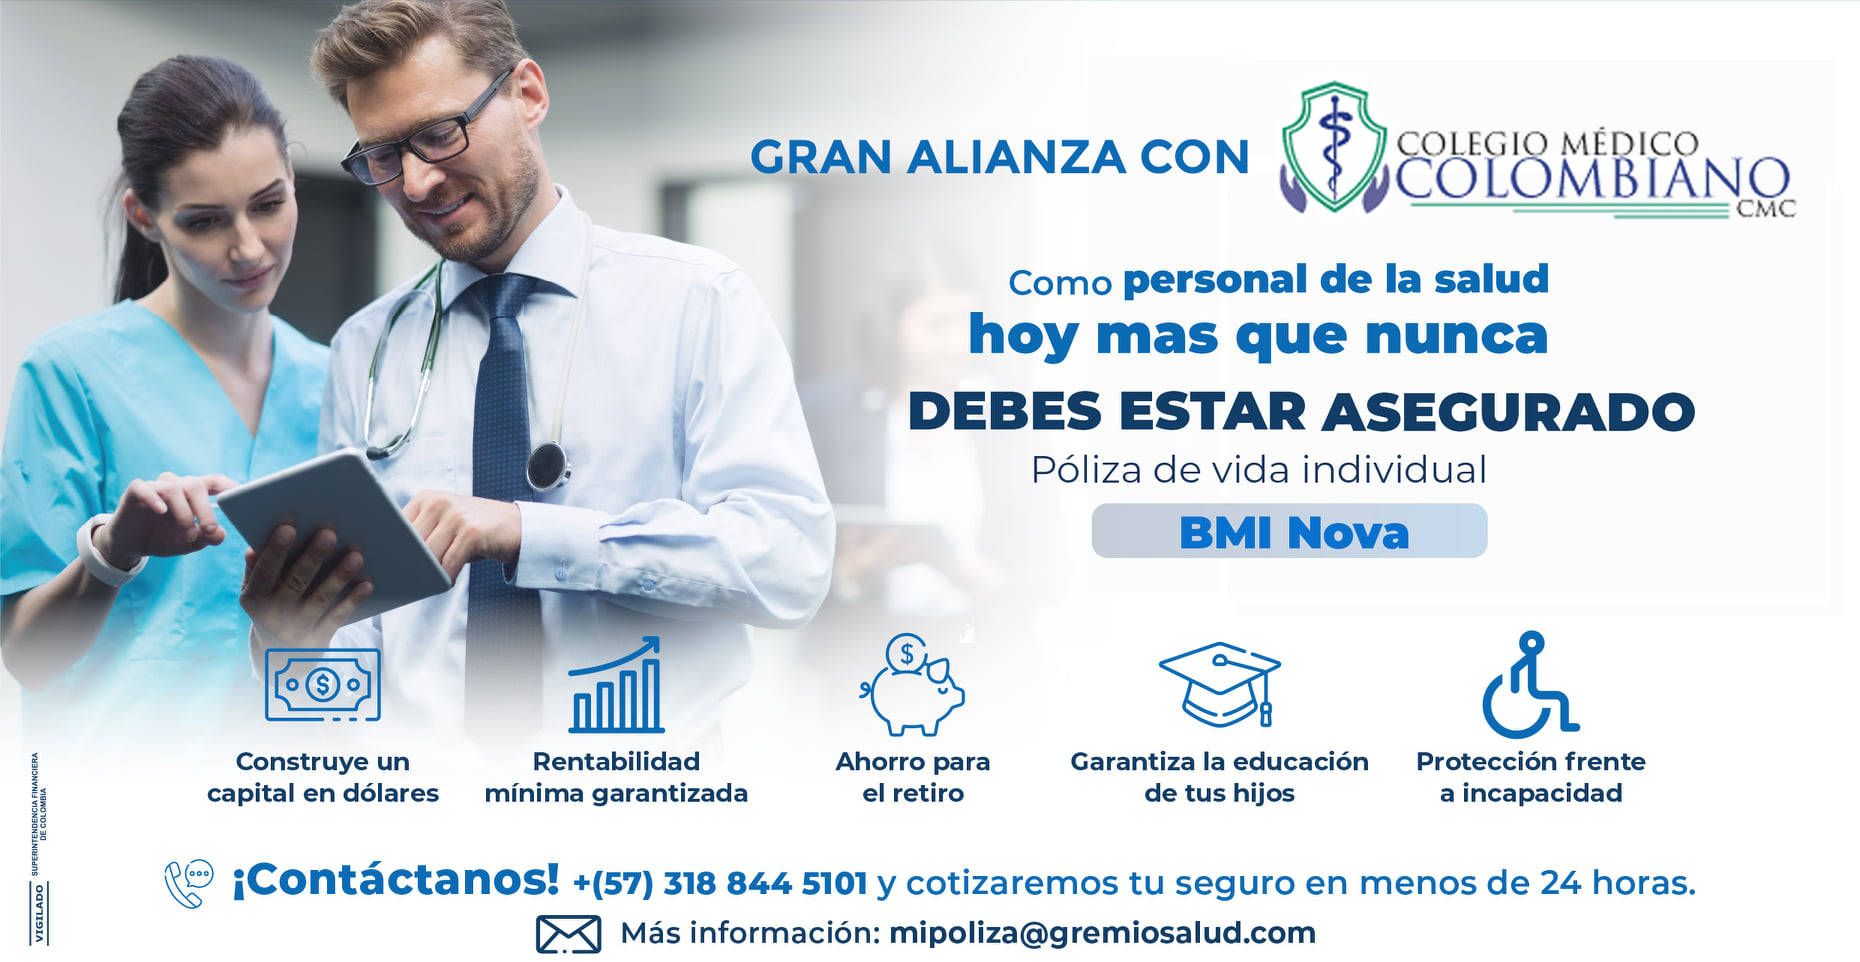 GRAN ALIANZA CON
COLEGIO MÉDICO
COLOMBIANO
CMC
Como personal de la salud
hoy mas que nunca
DEBES ESTAR ASEGURADO
Póliza de vida individual
BMI Nova
Construye un
capital en dólares
Rentabilidad
mínima garantizada
Ahorro para
el retiro
Garantiza la educación
de tus hijos
Protección frente
a incapacidad
¡Contáctanos! +(57) 318 844 5101 y cotizaremos tu seguro en menos de 24 horas.
Más información: mipoliza@gremiosalud.com
VIGILADO
SUPERINTENDENCIA FINANCIERA
DE COLOMBIA